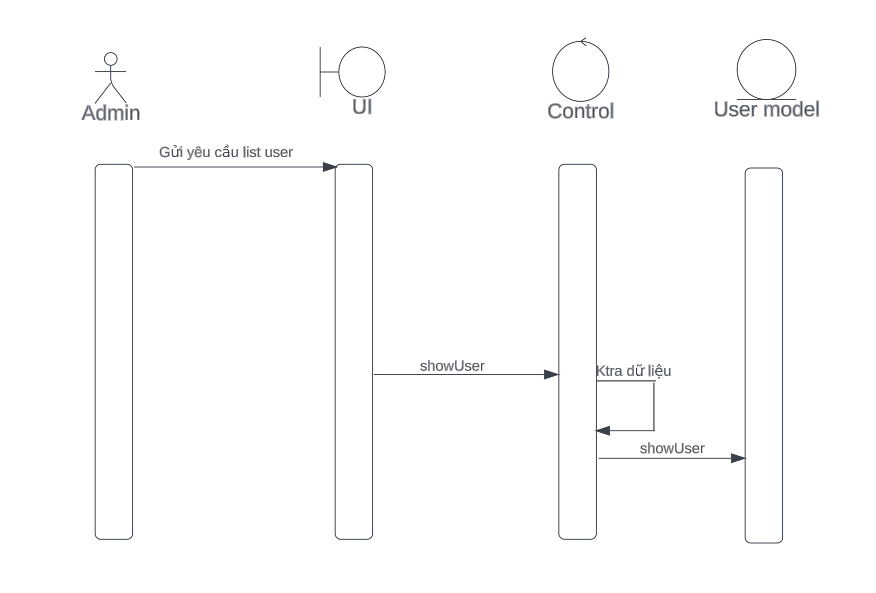 Admin
UI
Control
User model
Gửi yêu cầu list user
showUser
Ktra dữ liệu
showUser